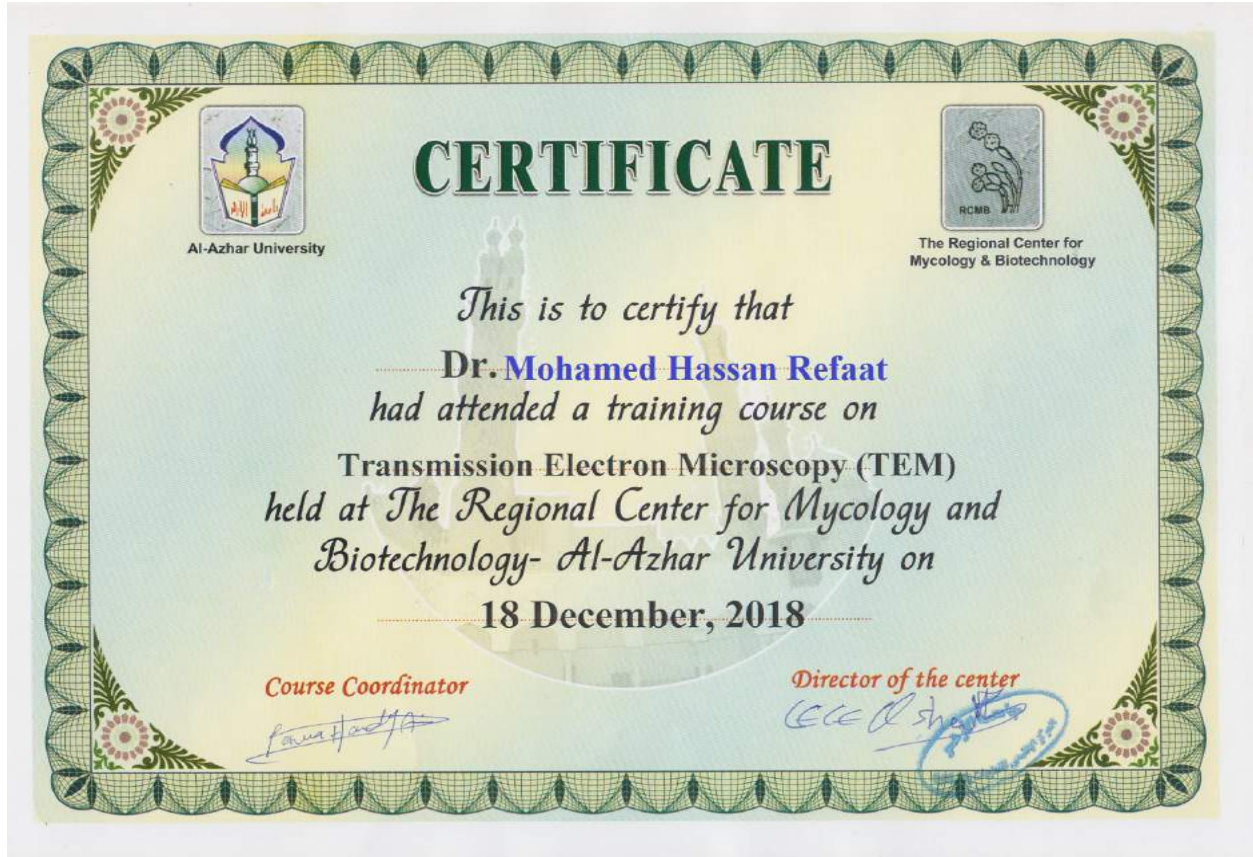 جامعة الأزهر
Al-Azhar University
CERTIFICATE
RCMB
The Regional Center for
Mycology & Biotechnology
This is to certify that
Dr. Mohamed Hassan Refaat
had attended a training course on
Transmission Electron Microscopy (TEM)
held at The Regional Center for Mycology and
Biotechnology- Al-Azhar University on
18 December, 2018
Course Coordinator
Director of the center